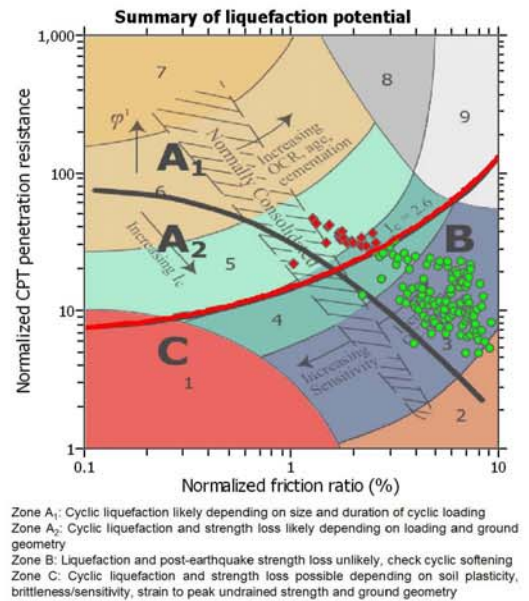 Summary of liquefaction potential
1,000
7
8
9
φ'
Increasing
OCR, age,
cementation
A1
Normally Consolidated
100
6
Ic = 2.6
A2
B
Increasing Ic
5
Normalized CPT penetration resistance
10
4
C
3
1
Increasing
Sensitivity
2
1
0.1
1
10
Normalized friction ratio (%)
Zone A1: Cyclic liquefaction likely depending on size and duration of cyclic loading
Zone A2: Cyclic liquefaction and strength loss likely depending on loading and ground
geometry
Zone B: Liquefaction and post-earthquake strength loss unlikely, check cyclic softening
Zone C: Cyclic liquefaction and strength loss possible depending on soil plasticity,
brittleness/sensitivity, strain to peak undrained strength and ground geometry